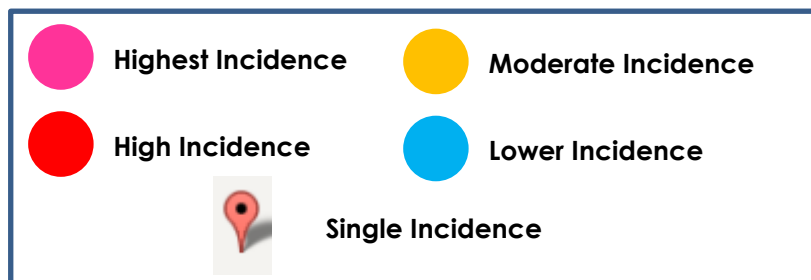 Highest Incidence
Moderate Incidence
High Incidence
Lower Incidence
Single Incidence